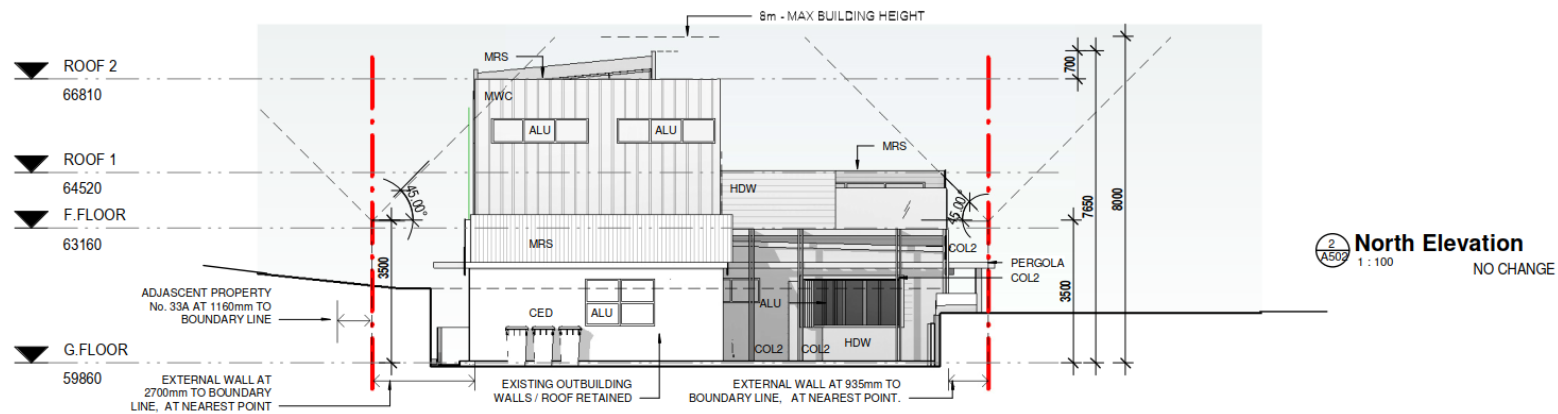 8m - MAX BUILDING HEIGHT
ROOF 2
66810
MRS
700
MWC
ALU
ALU
ROOF 1
64520
MRS
HDW
45.00°
45.00°
7650
8000
F.FLOOR
63160
MRS
COL2
3500
PERGOLA
COL2
3500
2
A502
North Elevation
1 : 100
NO CHANGE
ADJASCENT PROPERTY
No. 33A AT 1160mm TO
BOUNDARY LINE
CED
ALU
ALU
HDW
COL2
COL2
G.FLOOR
59860
EXTERNAL WALL AT
2700mm TO BOUNDARY
LINE, AT NEAREST POINT
EXISTING OUTBUILDING
WALLS / ROOF RETAINED
EXTERNAL WALL AT 935mm TO
BOUNDARY LINE, AT NEAREST POINT.